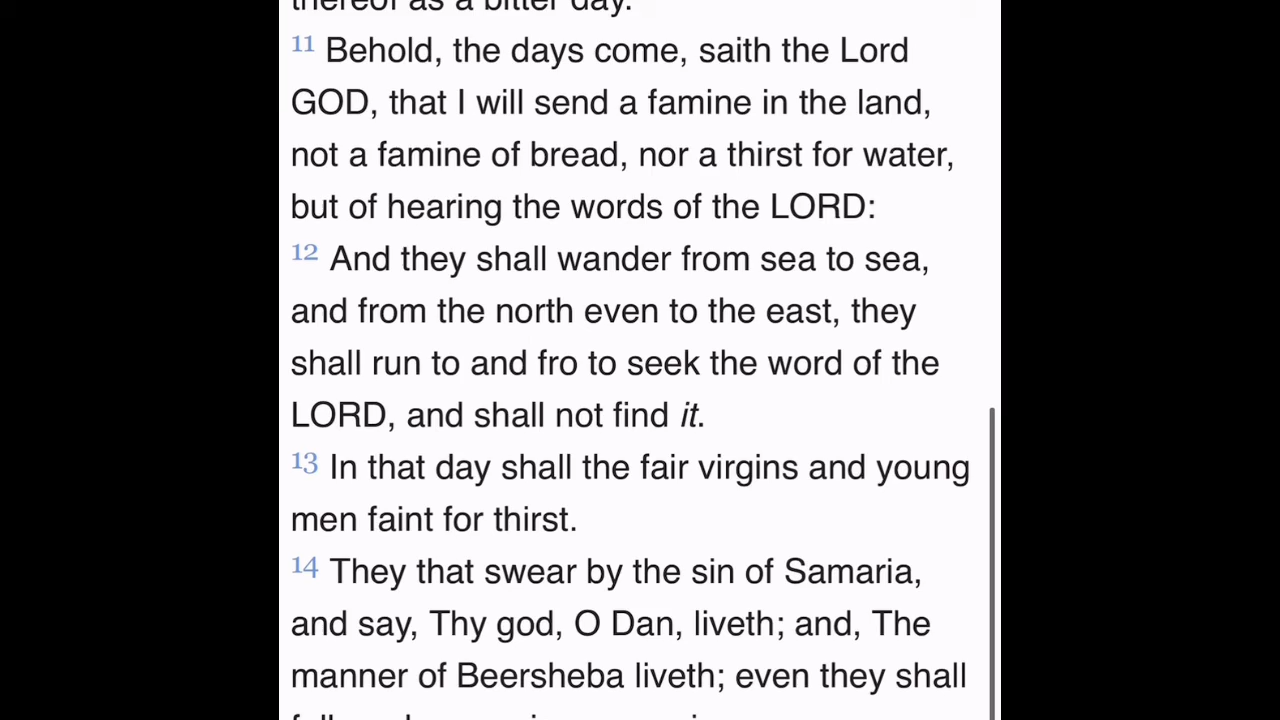 thereof as a bitter day.
11 Behold, the days come, saith the Lord
GOD, that I will send a famine in the land,
not a famine of bread, nor a thirst for water,
but of hearing the words of the LORD:
12 And they shall wander from sea to sea,
and from the north even to the east, they
shall run to and fro to seek the word of the
LORD, and shall not find it.
13 In that day shall the fair virgins and young
men faint for thirst.
14 They that swear by the sin of Samaria,
and say, Thy god, O Dan, liveth; and, The
manner of Beersheba liveth; even they shall